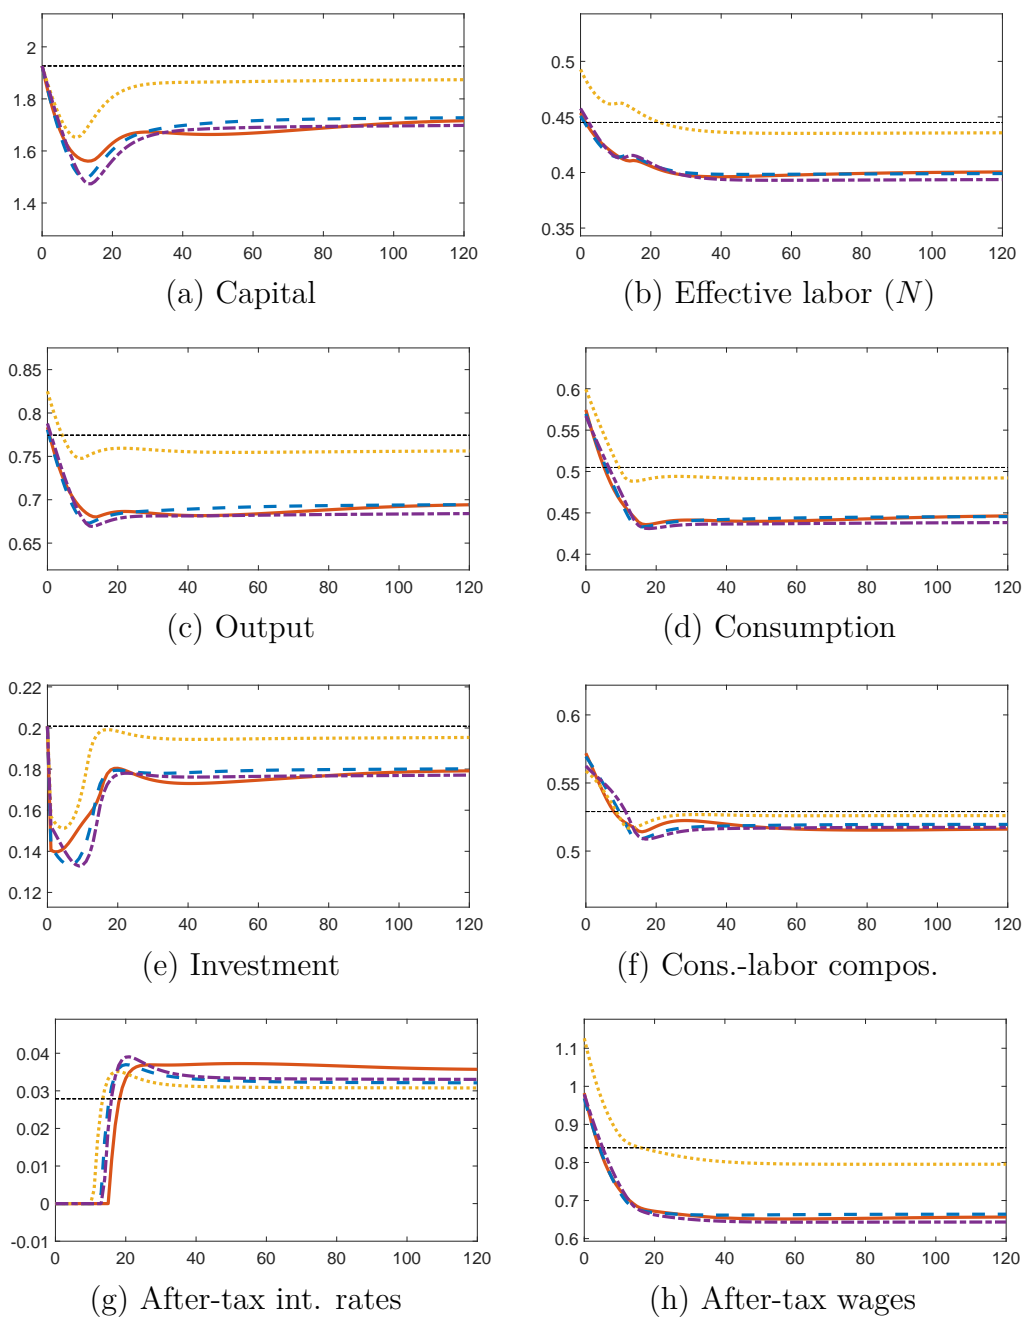 2
1.8
1.6
1.4
0 20 40 60 80 100 120
(a) Capital
0.5
0.45
0.4
0.35
0 20 40 60 80 100 120
(b) Effective labor (N)
0.85
0.8
0.75
0.7
0.65
0 20 40 60 80 100 120
(c) Output
0.6
0.55
0.5
0.45
0.4
0 20 40 60 80 100 120
(d) Consumption
0.22
0.2
0.18
0.16
0.14
0.12
0 20 40 60 80 100 120
(e) Investment
0.6
0.55
0.5
0 20 40 60 80 100 120
(f) Cons.-labor compos.
0.04
0.03
0.02
0.01
0
-0.01
0 20 40 60 80 100 120
(g) After-tax int. rates
1.1
1
0.9
0.8
0.7
0.6
0 20 40 60 80 100 120
(h) After-tax wages